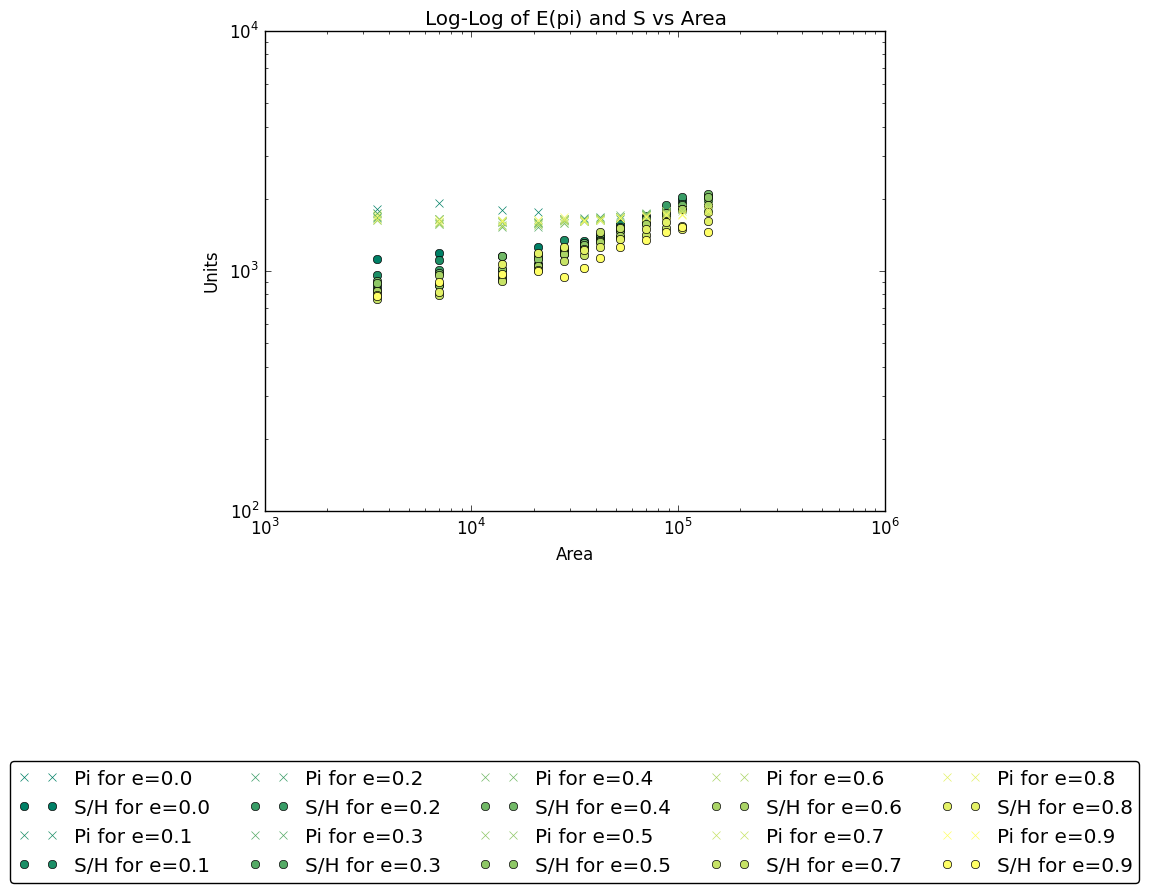 Log-Log of E(pi) and S vs Area
10^4
10^3
10^2
Units
10^3 10^4 10^5 10^6
Area
Pi for e=0.0 Pi for e=0.2 Pi for e=0.4 Pi for e=0.6 Pi for e=0.8
S/H for e=0.0 S/H for e=0.2 S/H for e=0.4 S/H for e=0.6 S/H for e=0.8
Pi for e=0.1 Pi for e=0.3 Pi for e=0.5 Pi for e=0.7 Pi for e=0.9
S/H for e=0.1 S/H for e=0.3 S/H for e=0.5 S/H for e=0.7 S/H for e=0.9